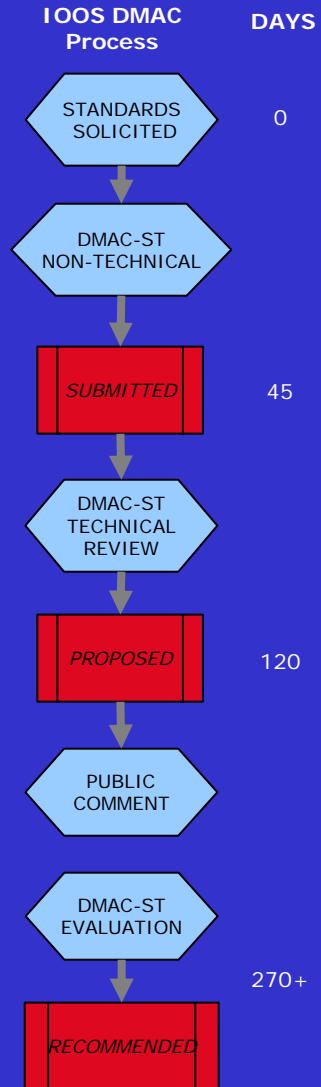 IOOS DMAC
Process
DAYS
STANDARDS
SOLICITED
0
DMAC-ST
NON-TECHNICAL
SUBMITTED
45
DMAC-ST
TECHNICAL
REVIEW
PROPOSED
120
PUBLIC
COMMENT
DMAC-ST
EVALUATION
270+
RECOMMENDED